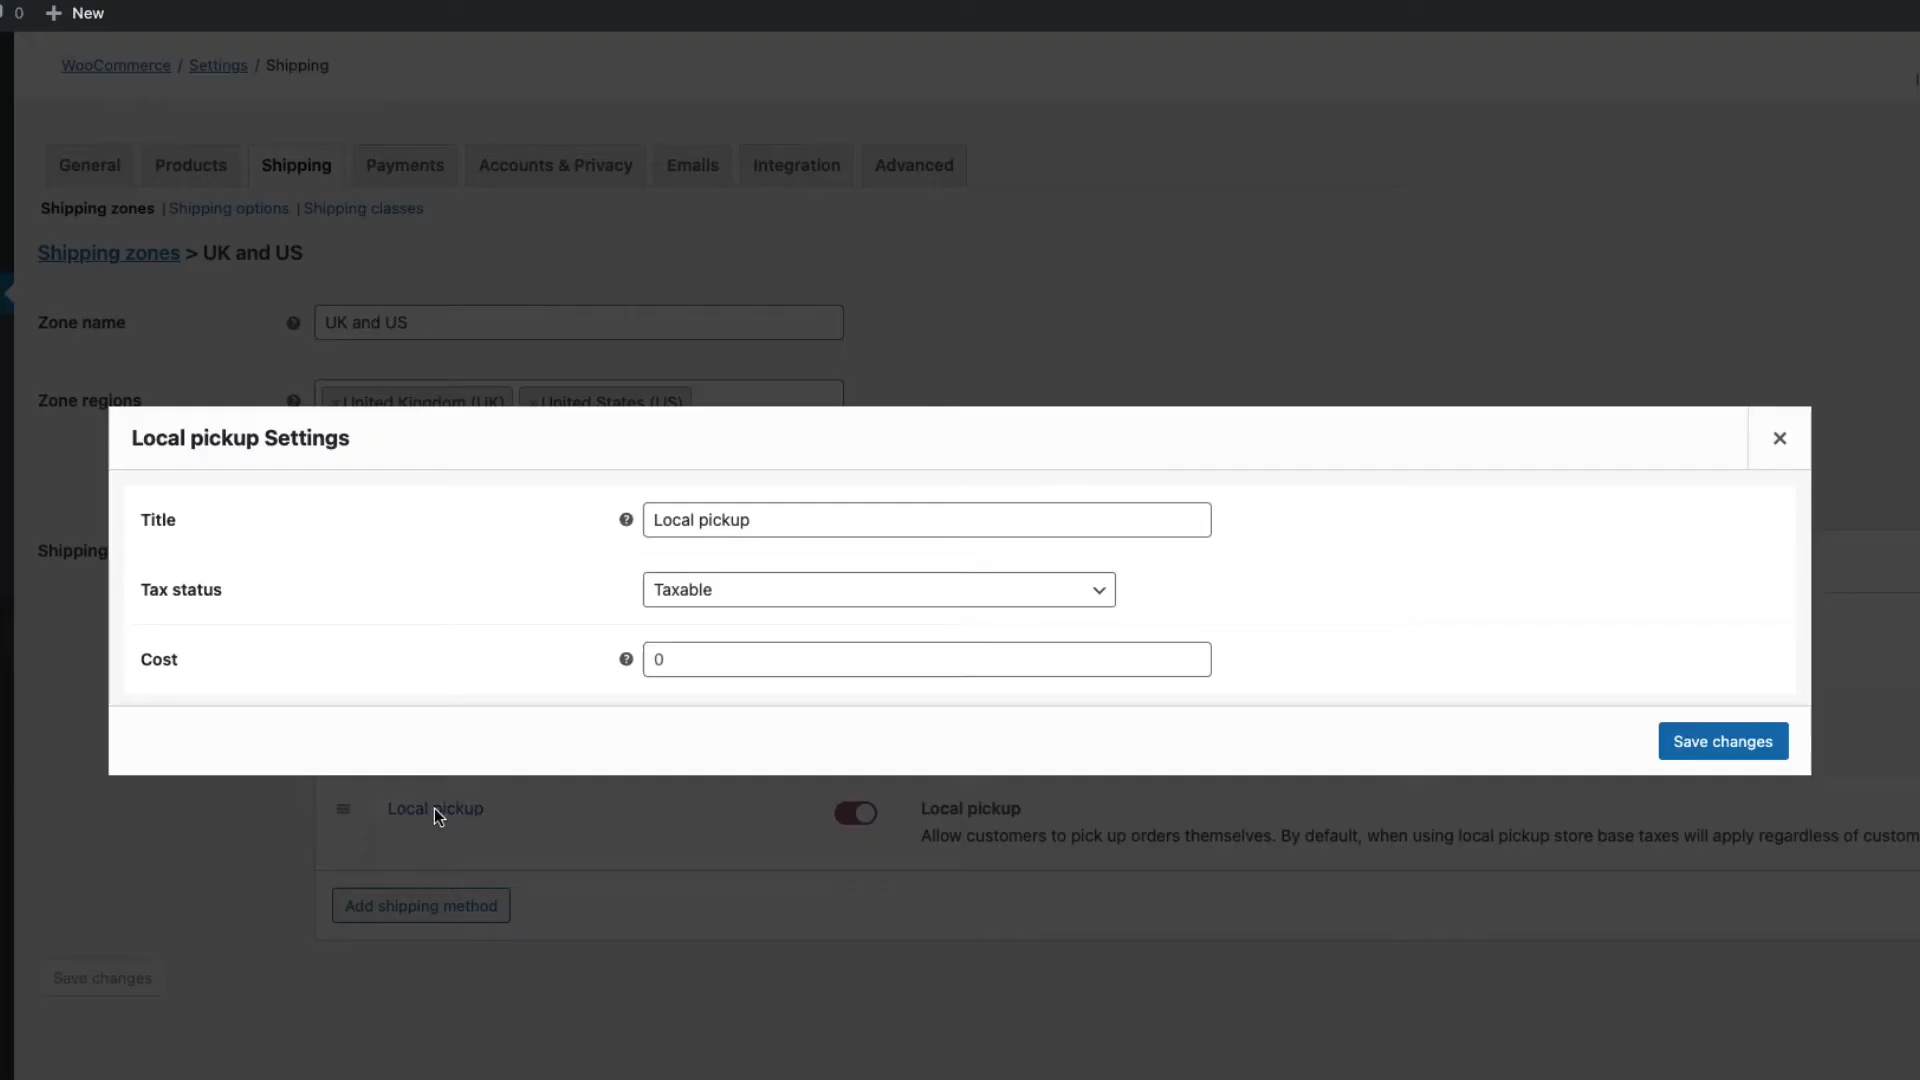 0 New
WooCommerce / Settings / Shipping
General Products Shipping Payments Accounts & Privacy Emails Integration Advanced
Shipping zones | Shipping options | Shipping classes
Shipping zones > UK and US
Zone name UK and US
Zone regions ×United Kingdom (UK) ×United States (US)
Local pickup Settings ×
Title Local pickup
Shipping
Tax status Taxable
Cost 0
Save changes
Local pickup Local pickup
Allow customers to pick up orders themselves. By default, when using local pickup store base taxes will apply regardless of custom
Add shipping method
Save changes